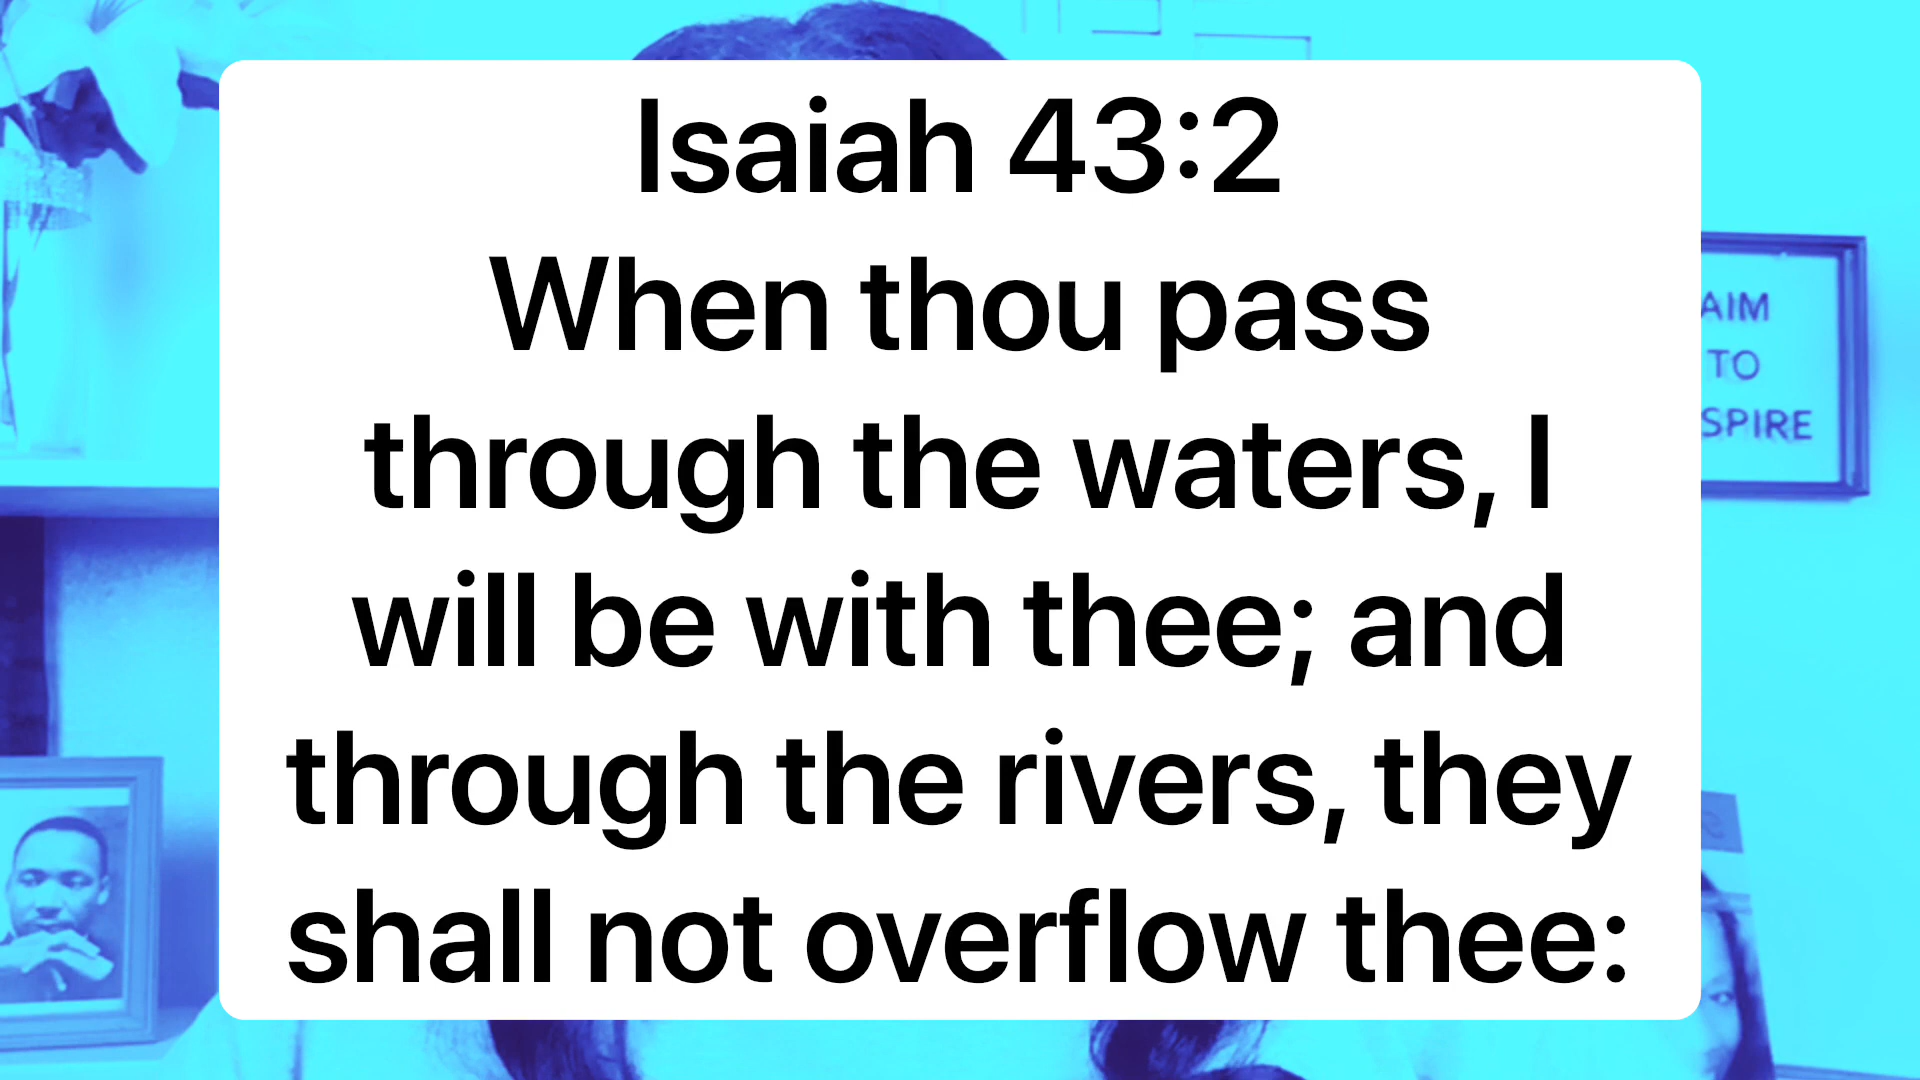 Isaiah 43:2
When thou pass
through the waters, I
will be with thee; and
through the rivers, they
shall not overflow thee:
AIM
TO
SPIRE